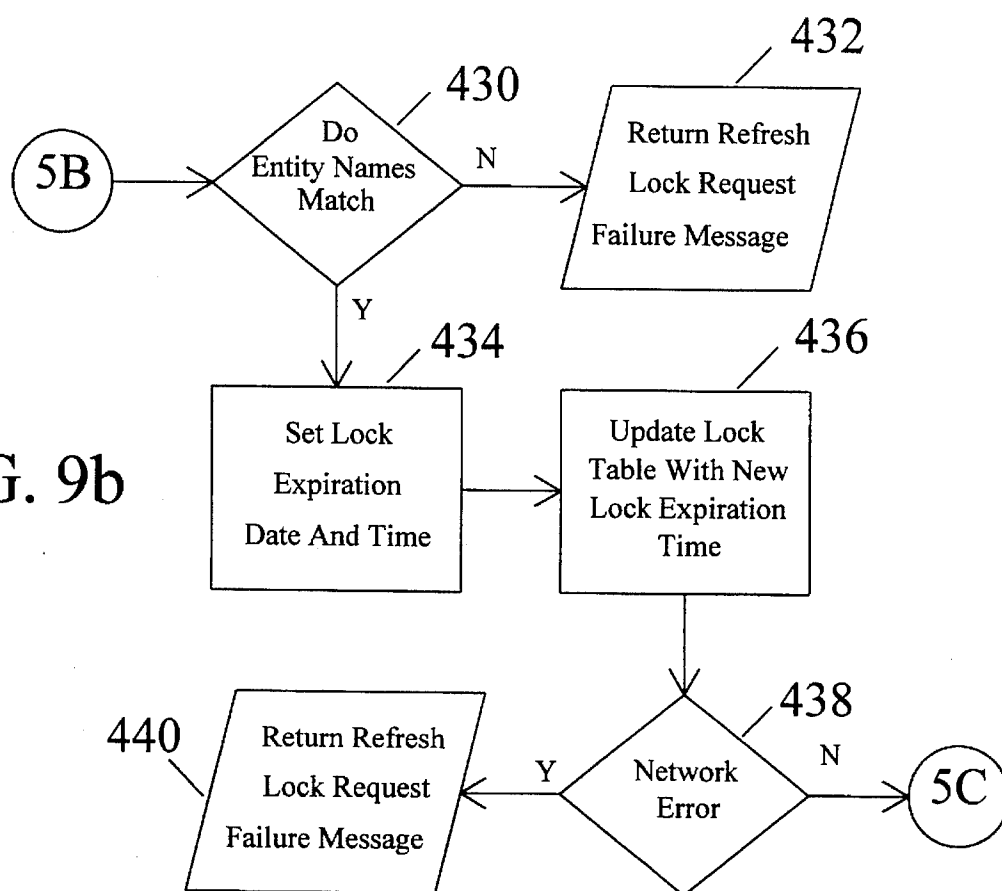 432
430
Do
Entity Names
Match
Return Refresh
Lock Request
Failure Message
5B
N
Y
434
436
Set Lock
Expiration
Date And Time
Update Lock
Table With New
Lock Expiration
Time
G. 9b
438
440
Return Refresh
Lock Request
Failure Message
Y
Network
Error
N
5C